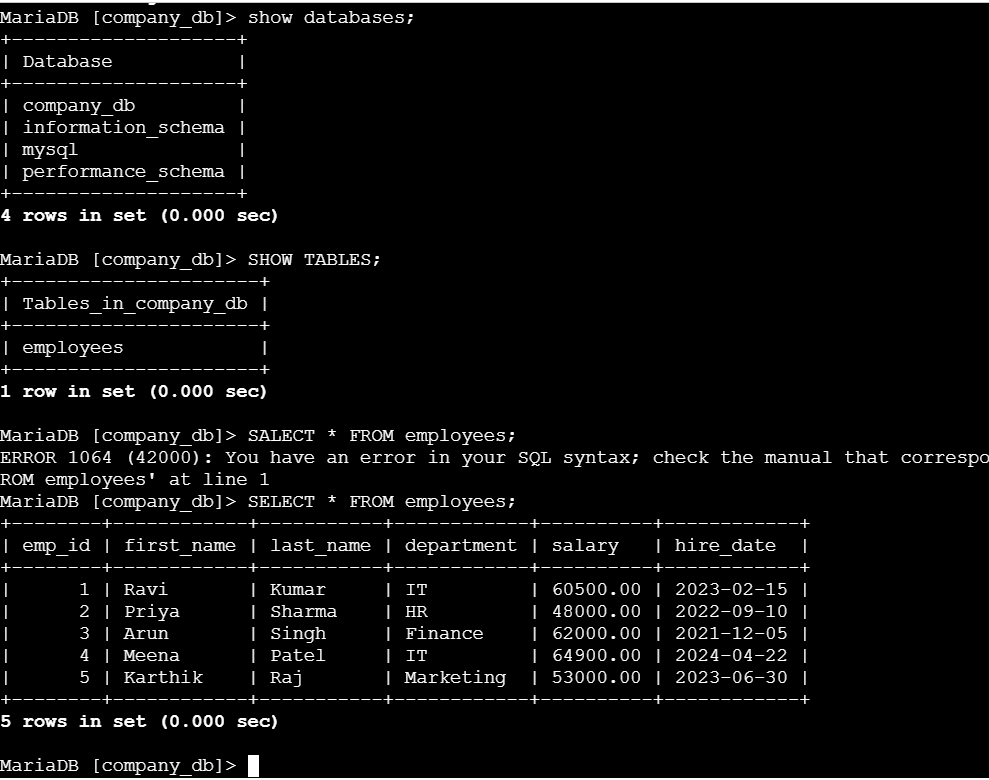 MariaDB [company_db]> show databases;
+--------------------+
| Database           |
+--------------------+
| company_db         |
| information_schema |
| mysql              |
| performance_schema |
+--------------------+
4 rows in set (0.000 sec)
MariaDB [company_db]> SHOW TABLES;
+----------------------+
| Tables_in_company_db |
+----------------------+
| employees            |
+----------------------+
1 row in set (0.000 sec)
MariaDB [company_db]> SALECT * FROM employees;
ERROR 1064 (42000): You have an error in your SQL syntax; check the manual that correspo
ROM employees' at line 1
MariaDB [company_db]> SELECT * FROM employees;
+--------+------------+-----------+------------+----------+------------+
| emp_id | first_name | last_name | department | salary   | hire_date  |
+--------+------------+-----------+------------+----------+------------+
|      1 | Ravi       | Kumar     | IT         | 60500.00 | 2023-02-15 |
|      2 | Priya      | Sharma    | HR         | 48000.00 | 2022-09-10 |
|      3 | Arun       | Singh     | Finance    | 62000.00 | 2021-12-05 |
|      4 | Meena      | Patel     | IT         | 64900.00 | 2024-04-22 |
|      5 | Karthik    | Raj       | Marketing  | 53000.00 | 2023-06-30 |
+--------+------------+-----------+------------+----------+------------+
5 rows in set (0.000 sec)
MariaDB [company_db]>